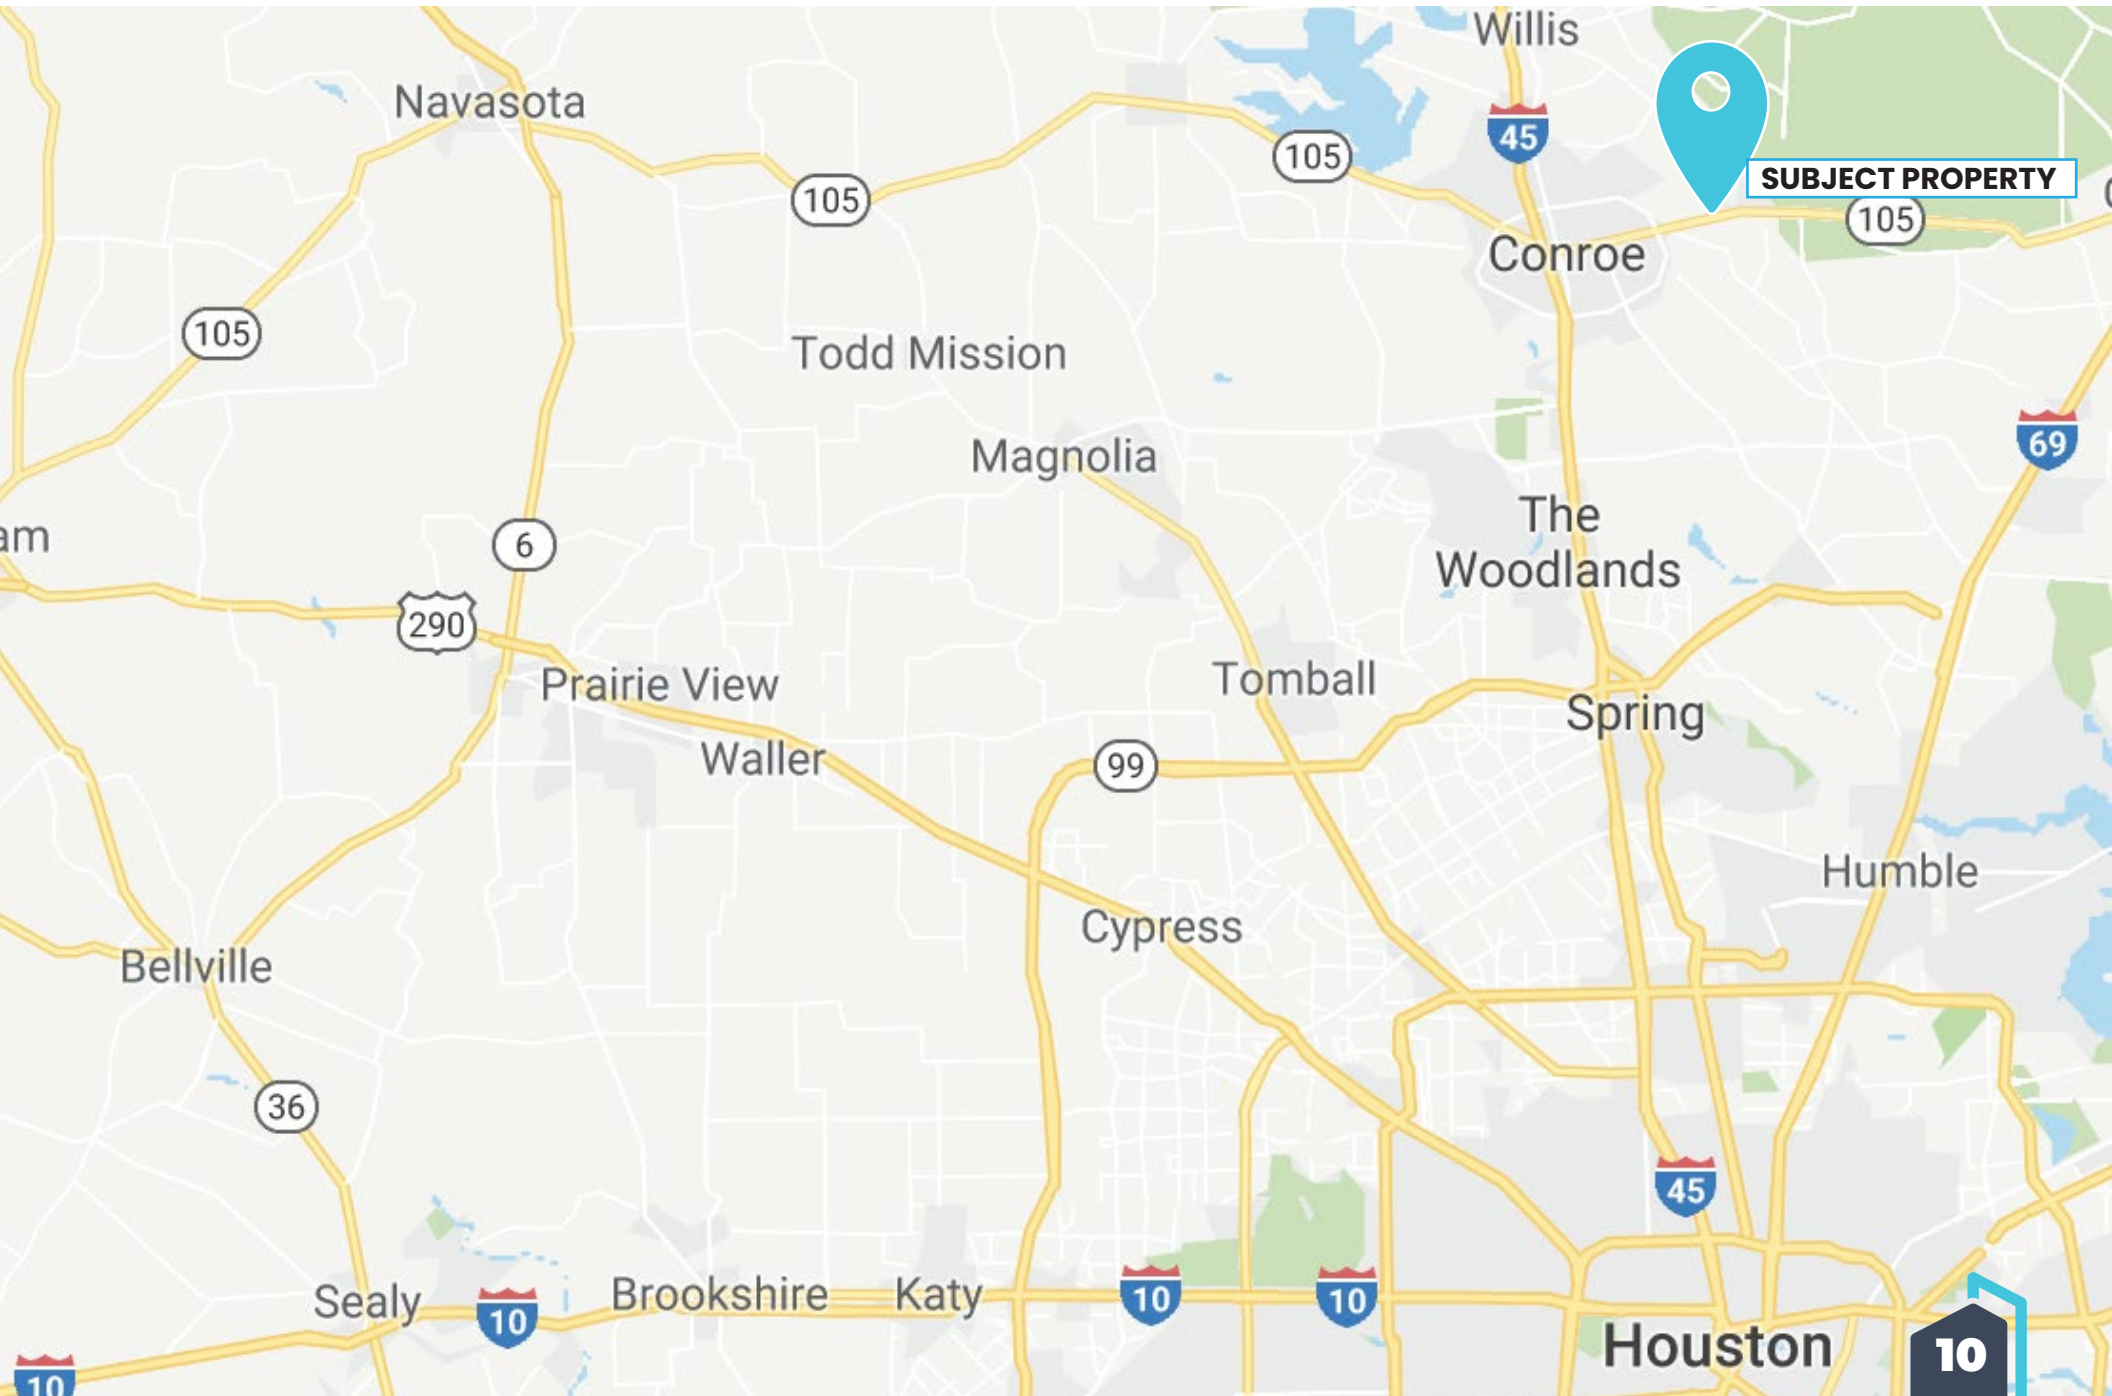 Willis
Navasota
45
105
SUBJECT PROPERTY
105
105
Conroe
105
Todd Mission
69
Magnolia
The
Woodlands
am
6
290
Prairie View
Tomball
Spring
Waller
99
Humble
Cypress
Bellville
36
45
Sealy
10
Brookshire
Katy
10
10
Houston
10
10